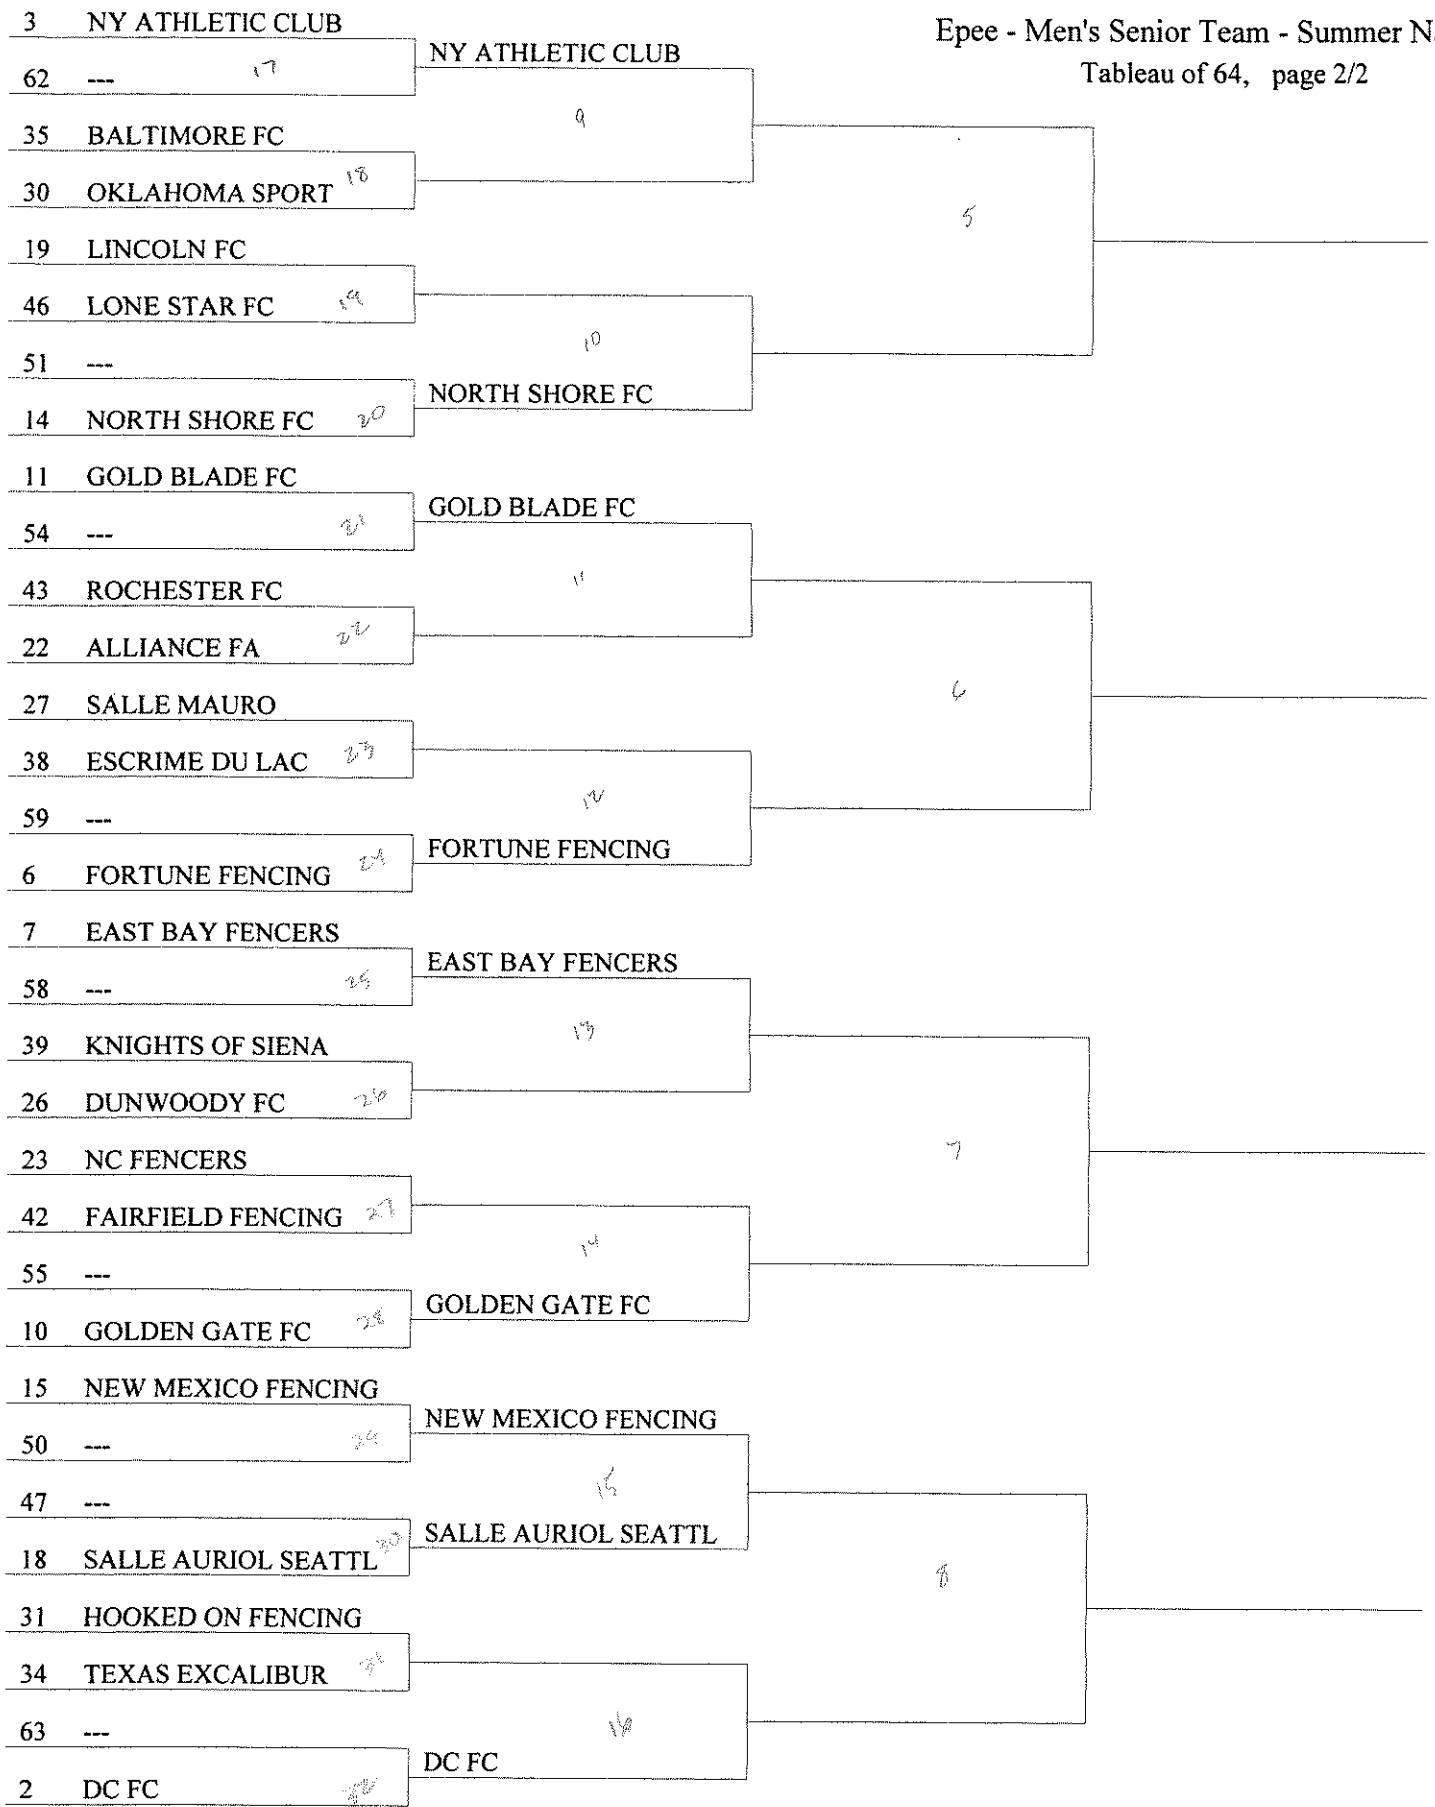 Epee - Men's Senior Team - Summer N
Tableau of 64, page 2/2
3 NY ATHLETIC CLUB
NY ATHLETIC CLUB
62 --- 17
9
35 BALTIMORE FC
18
30 OKLAHOMA SPORT
5
19 LINCOLN FC
46 LONE STAR FC 19
10
51 ---
NORTH SHORE FC
14 NORTH SHORE FC 20
11 GOLD BLADE FC
GOLD BLADE FC
54 --- 21
43 ROCHESTER FC
11
22 ALLIANCE FA 22
27 SALLE MAURO
6
38 ESCRIME DU LAC 23
12
59 ---
FORTUNE FENCING
6 FORTUNE FENCING 24
7 EAST BAY FENCERS
EAST BAY FENCERS
58 --- 25
13
39 KNIGHTS OF SIENA
26 DUNWOODY FC 26
23 NC FENCERS
7
42 FAIRFIELD FENCING 27
14
55 ---
GOLDEN GATE FC
10 GOLDEN GATE FC 28
15 NEW MEXICO FENCING
NEW MEXICO FENCING
50 --- 29
15
47 ---
SALLE AURIOL SEATTL
18 SALLE AURIOL SEATTL 30
8
31 HOOKED ON FENCING
34 TEXAS EXCALIBUR 31
16
63 ---
DC FC
2 DC FC 32